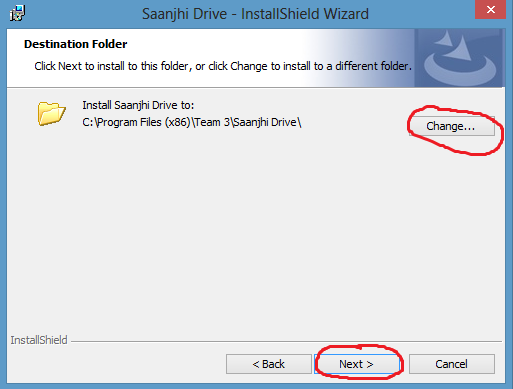 Saanjhi Drive - InstallShield Wizard
Destination Folder
Click Next to install to this folder, or click Change to install to a different folder.
Install Saanjhi Drive to:
C:\Program Files (x86)\Team 3\Saanjhi Drive\
Change...
InstallShield
< Back
Next >
Cancel